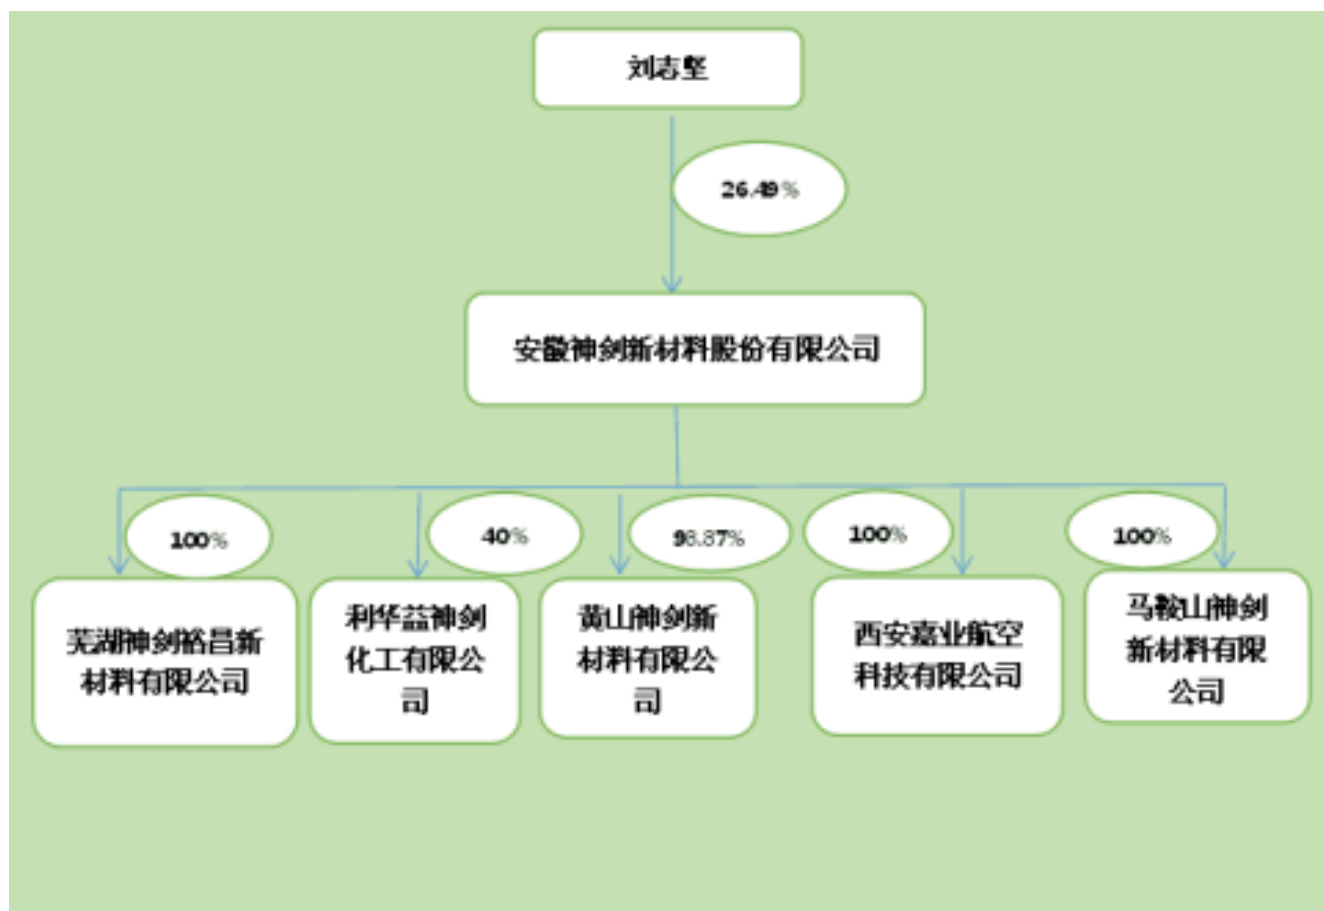 刘志坚
26.49%
安徽神剑新材料股份有限公司
100%
40%
100%
100%
芜湖神剑裕昌新
材料有限公司
利华益神剑
化工有限公
司
黄山神剑新
材料有限公
司
西安嘉业航空
科技有限公司
马鞍山神剑
新材料有限
公司